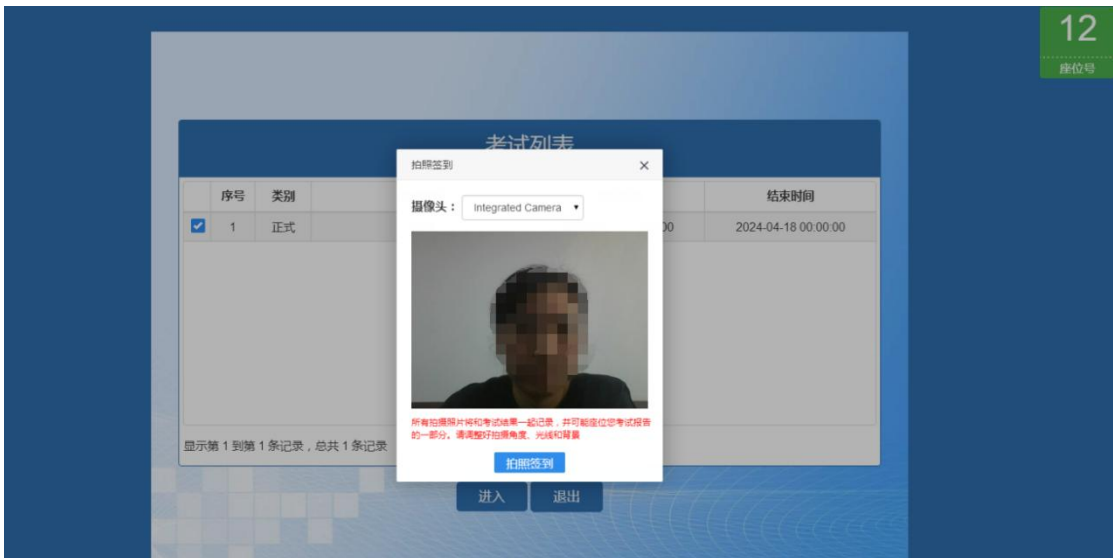 12
座位号
考试列表
拍照签到 ×
摄像头： Integrated Camera
序号 类别 结束时间
1 正式 00 2024-04-18 00:00:00
所有拍摄照片将和考试结果一起记录，并可能座位您考试报告
的一部分。请调整好拍摄角度、光线和背景
拍照签到
显示第 1 到第 1 条记录，总共 1 条记录
进入 退出